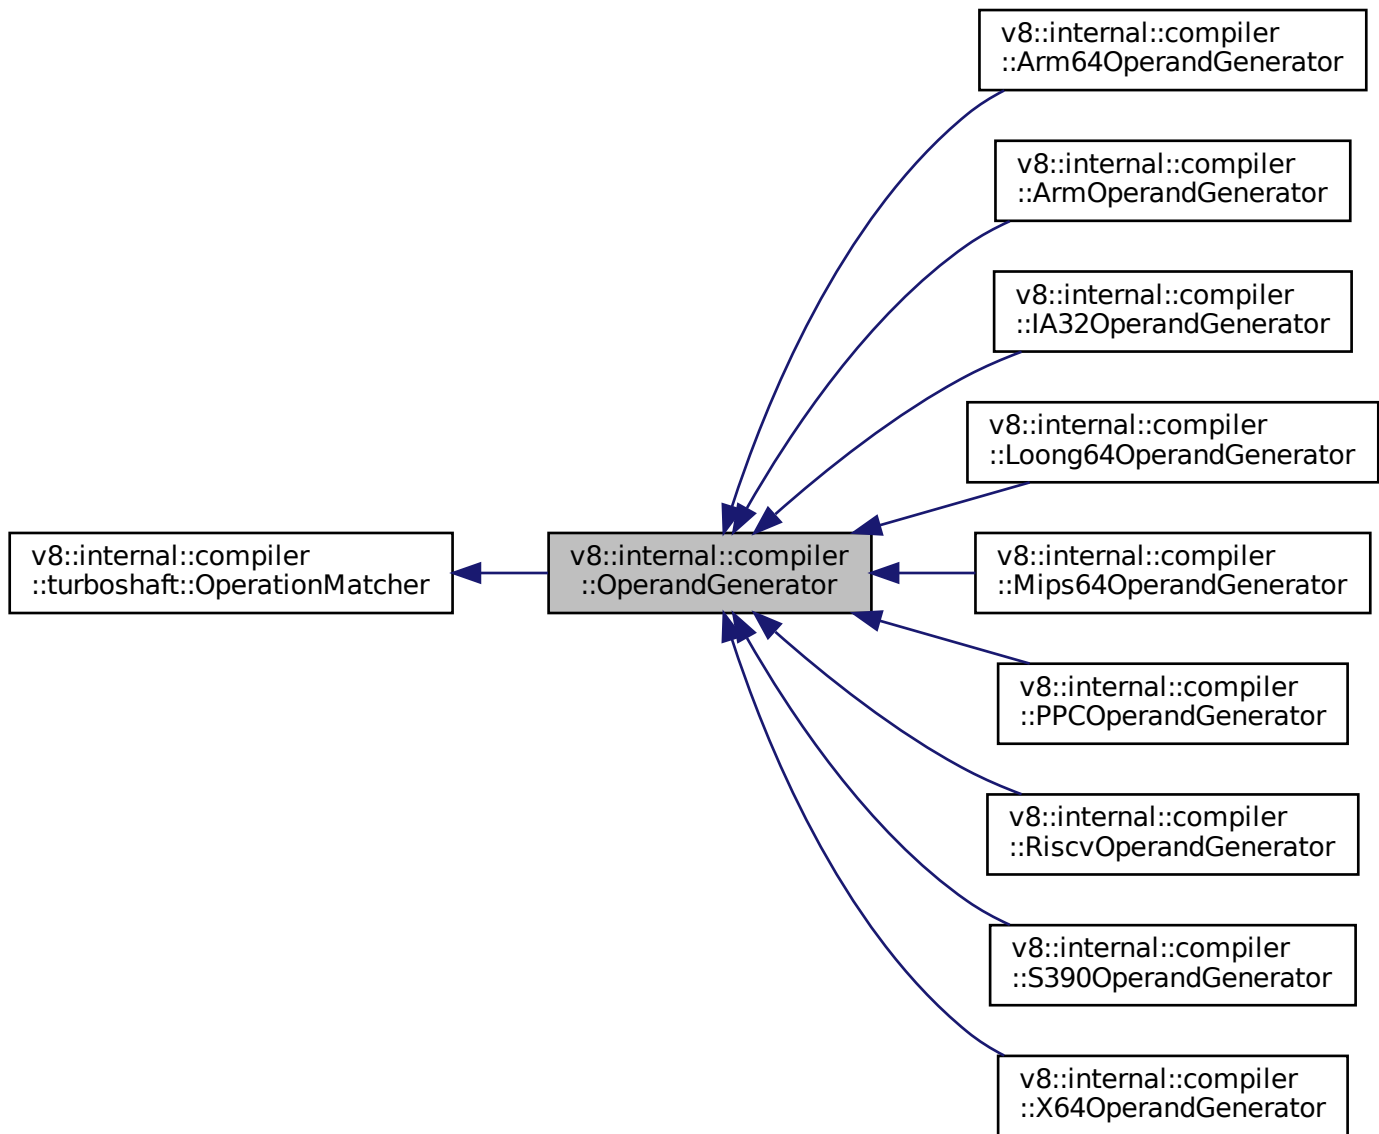 v8::internal::compiler
::turboshaft::OperationMatcher
v8::internal::compiler
::OperandGenerator
v8::internal::compiler
::Arm64OperandGenerator
v8::internal::compiler
::ArmOperandGenerator
v8::internal::compiler
::IA32OperandGenerator
v8::internal::compiler
::Loong64OperandGenerator
v8::internal::compiler
::Mips64OperandGenerator
v8::internal::compiler
::PPCOperandGenerator
v8::internal::compiler
::RiscvOperandGenerator
v8::internal::compiler
::S390OperandGenerator
v8::internal::compiler
::X64OperandGenerator